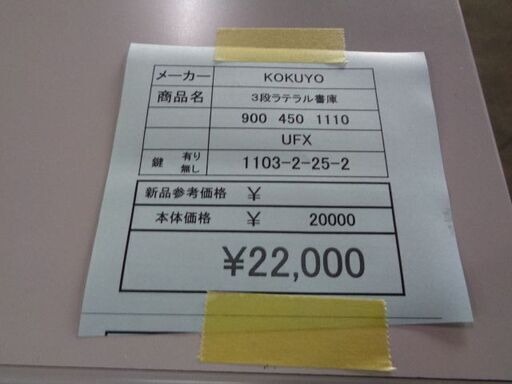 メーカー KOKUYO
商品名 3段ラテラル書庫
900 450 1110
UFX
鍵 有り 無し 1103-2-25-2
新品参考価格 ¥
本体価格 ¥ 20000
¥22,000